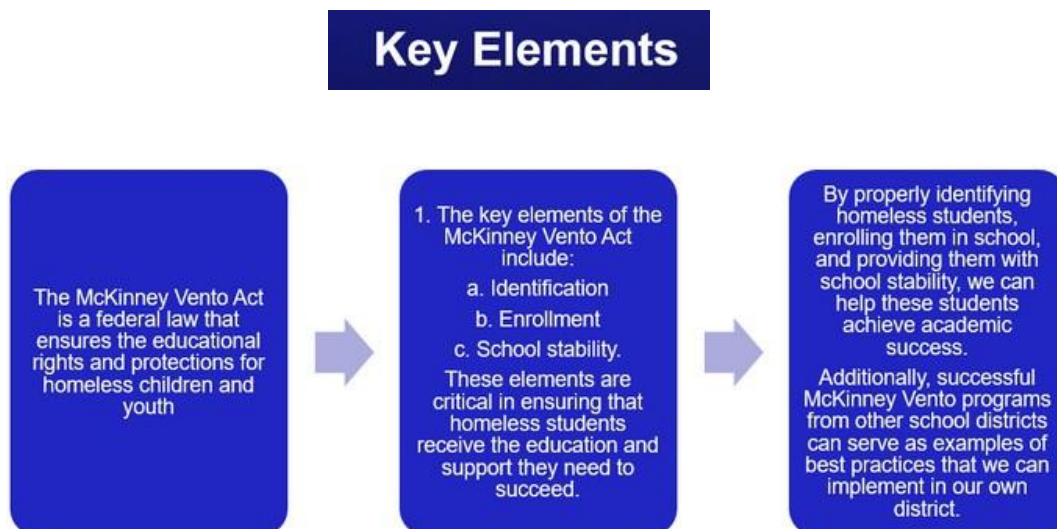 Key Elements
The McKinney Vento Act
is a federal law that
ensures the educational
rights and protections for
homeless children and
youth
1. The key elements of the
McKinney Vento Act
include:
a. Identification
b. Enrollment
c. School stability.
These elements are
critical in ensuring that
homeless students
receive the education and
support they need to
succeed.
By properly identifying
homeless students,
enrolling them in school,
and providing them with
school stability, we can
help these students
achieve academic
success.
Additionally, successful
McKinney Vento programs
from other school districts
can serve as examples of
best practices that we can
implement in our own
district.